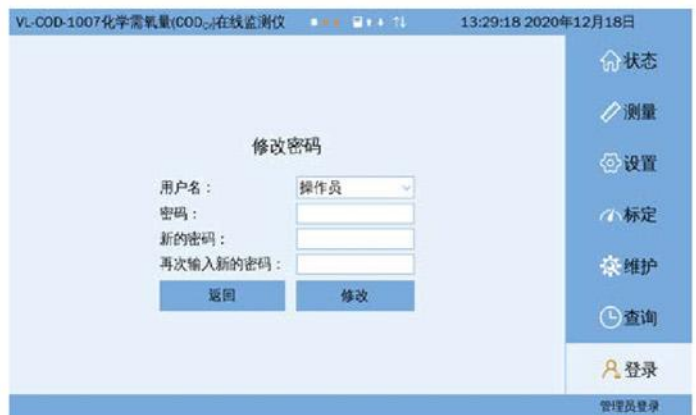 VL-COD-1007化学需氧量(CODCr)在线监测仪 13:29:18 2020年12月18日
状态
测量
设置
标定
维护
查询
登录
修改密码
用户名： 操作员
密码：
新的密码：
再次输入新的密码：
返回 修改
管理员登录